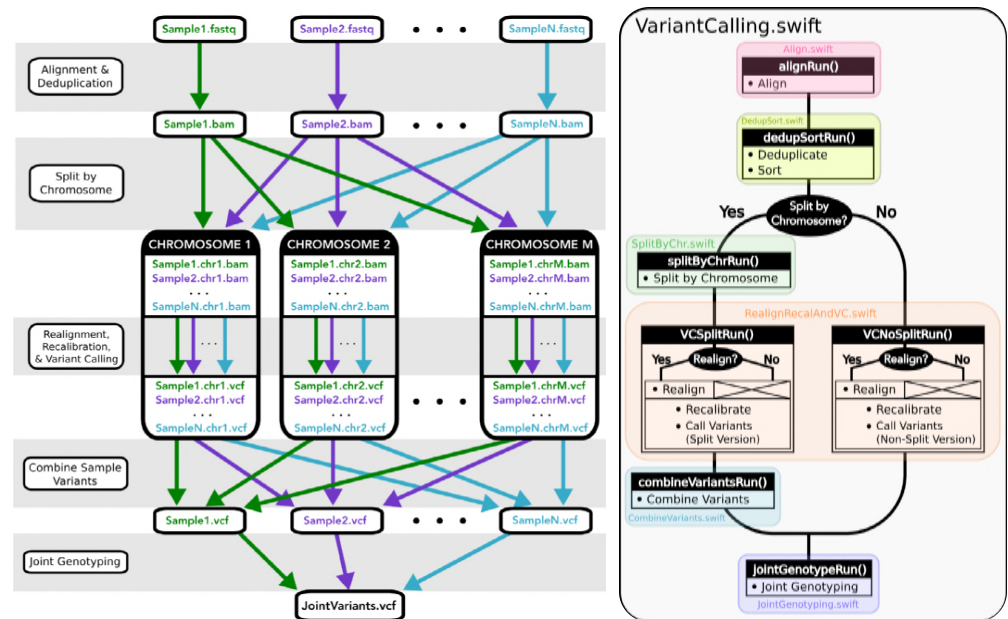 Sample1.fastq
Sample2.fastq
• • •
SampleN.fastq
Alignment &
Deduplication
Sample1.bam
Sample2.bam
• • •
SampleN.bam
Split by
Chromosome
CHROMOSOME 1
Sample1.chr1.bam
Sample2.chr1.bam
...
SampleN.chr1.bam
...
Sample1.chr1.vcf
Sample2.chr1.vcf
...
SampleN.chr1.vcf
CHROMOSOME 2
Sample1.chr2.bam
Sample2.chr2.bam
...
SampleN.chr2.bam
...
Sample1.chr2.vcf
Sample2.chr2.vcf
...
SampleN.chr2.vcf
• • •
CHROMOSOME M
Sample1.chrM.bam
Sample2.chrM.bam
...
SampleN.chrM.bam
...
Sample1.chrM.vcf
Sample2.chrM.vcf
...
SampleN.chrM.vcf
Realignment,
Recalibration,
& Variant Calling
Combine Sample
Variants
Sample1.vcf
Sample2.vcf
• • •
SampleN.vcf
Joint Genotyping
JointVariants.vcf
VariantCalling.swift
Align.swift
alignRun()
• Align
DedupSort.swift
dedupSortRun()
• Deduplicate
• Sort
Split by
Chromosome?
Yes
No
SplitByChr.swift
splitByChrRun()
• Split by Chromosome
RealignRecalAndVC.swift
VCSplitRun()
Yes
Realign?
No
• Realign
• Recalibrate
• Call Variants
(Split Version)
VCNoSplitRun()
Yes
Realign?
No
• Realign
• Recalibrate
• Call Variants
(Non-Split Version)
combineVariantsRun()
• Combine Variants
CombineVariants.swift
JointGenotypeRun()
• Joint Genotyping
JointGenotyping.swift